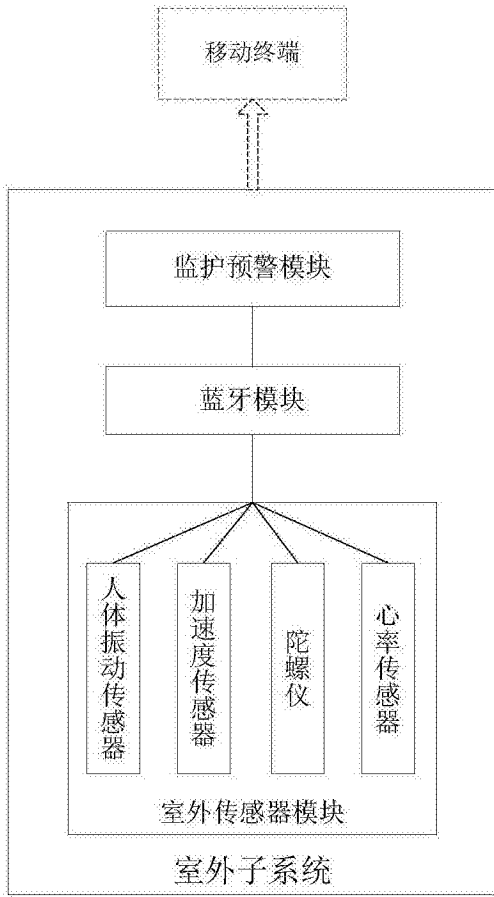 移动终端
监护预警模块
蓝牙模块
人体振动传感器
加速度传感器
陀螺仪
心率传感器
室外传感器模块
室外子系统